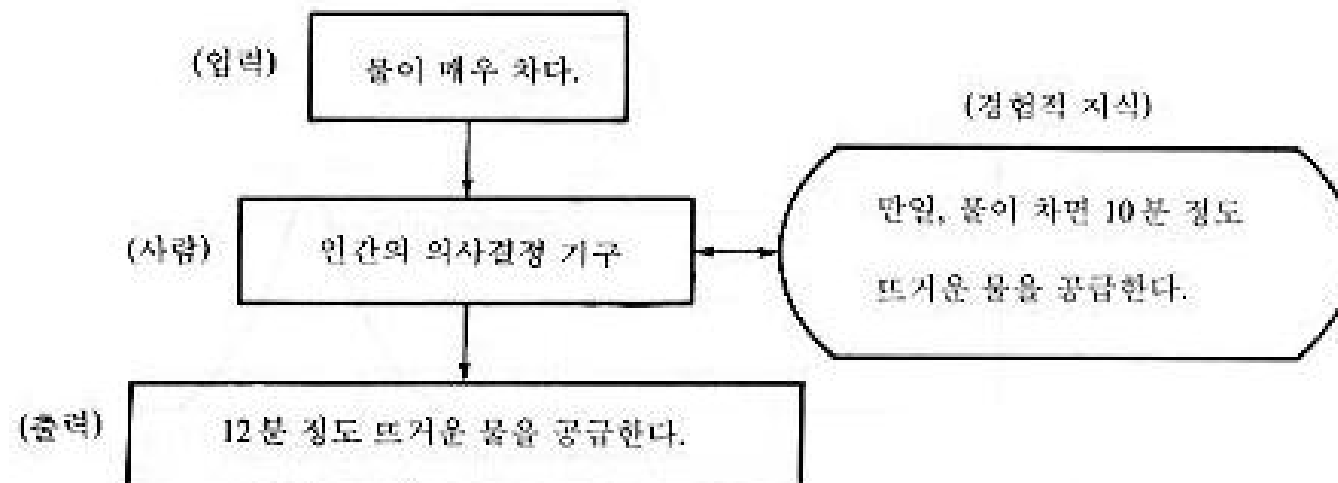 (입력)
물이 매우 차다.
(경험적 지식)
만일, 물이 차면 10분 정도
뜨거운 물을 공급한다.
(사람)
인간의 의사결정 기구
(출력)
12분 정도 뜨거운 물을 공급한다.